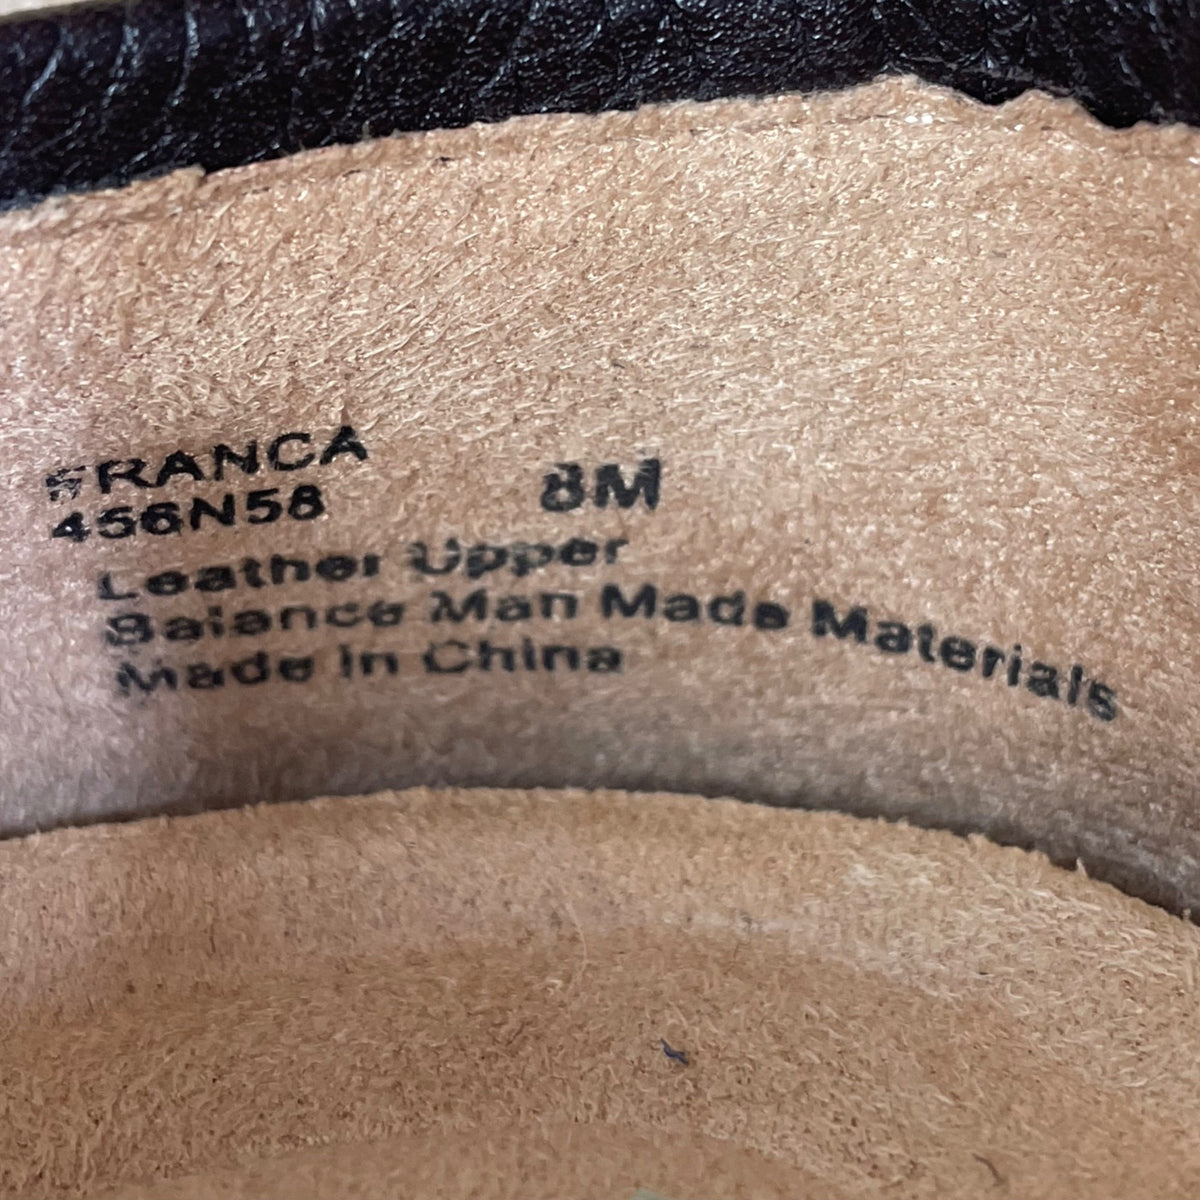 FRANCA
456N58 8M
Leather Upper
Balance Man Made Materials
Made in China